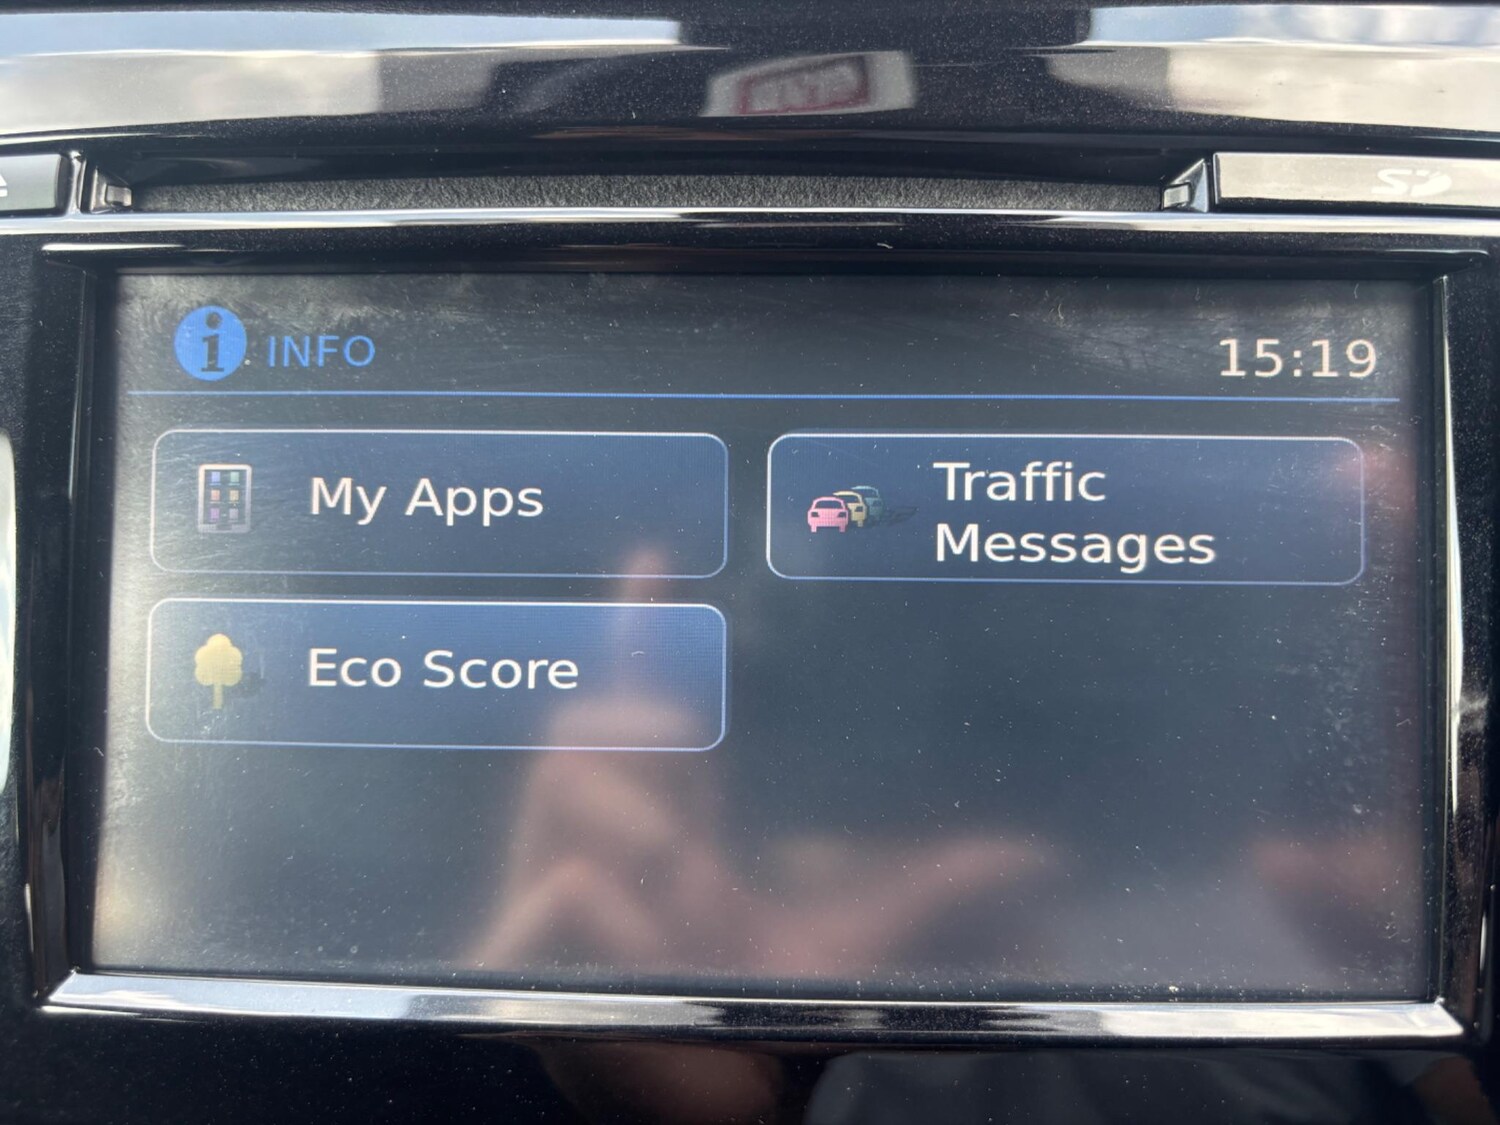 INFO
15:19
My Apps
Traffic
Messages
Eco Score